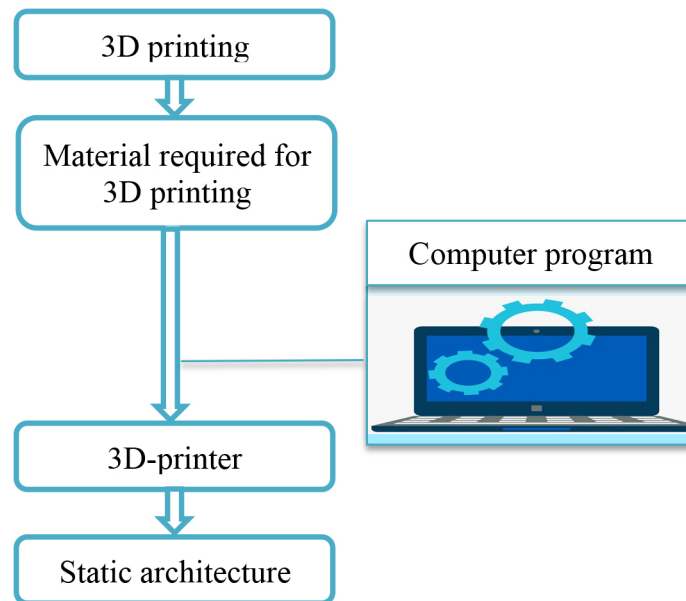 3D printing
Material required for
3D printing
Computer program
3D-printer
Static architecture